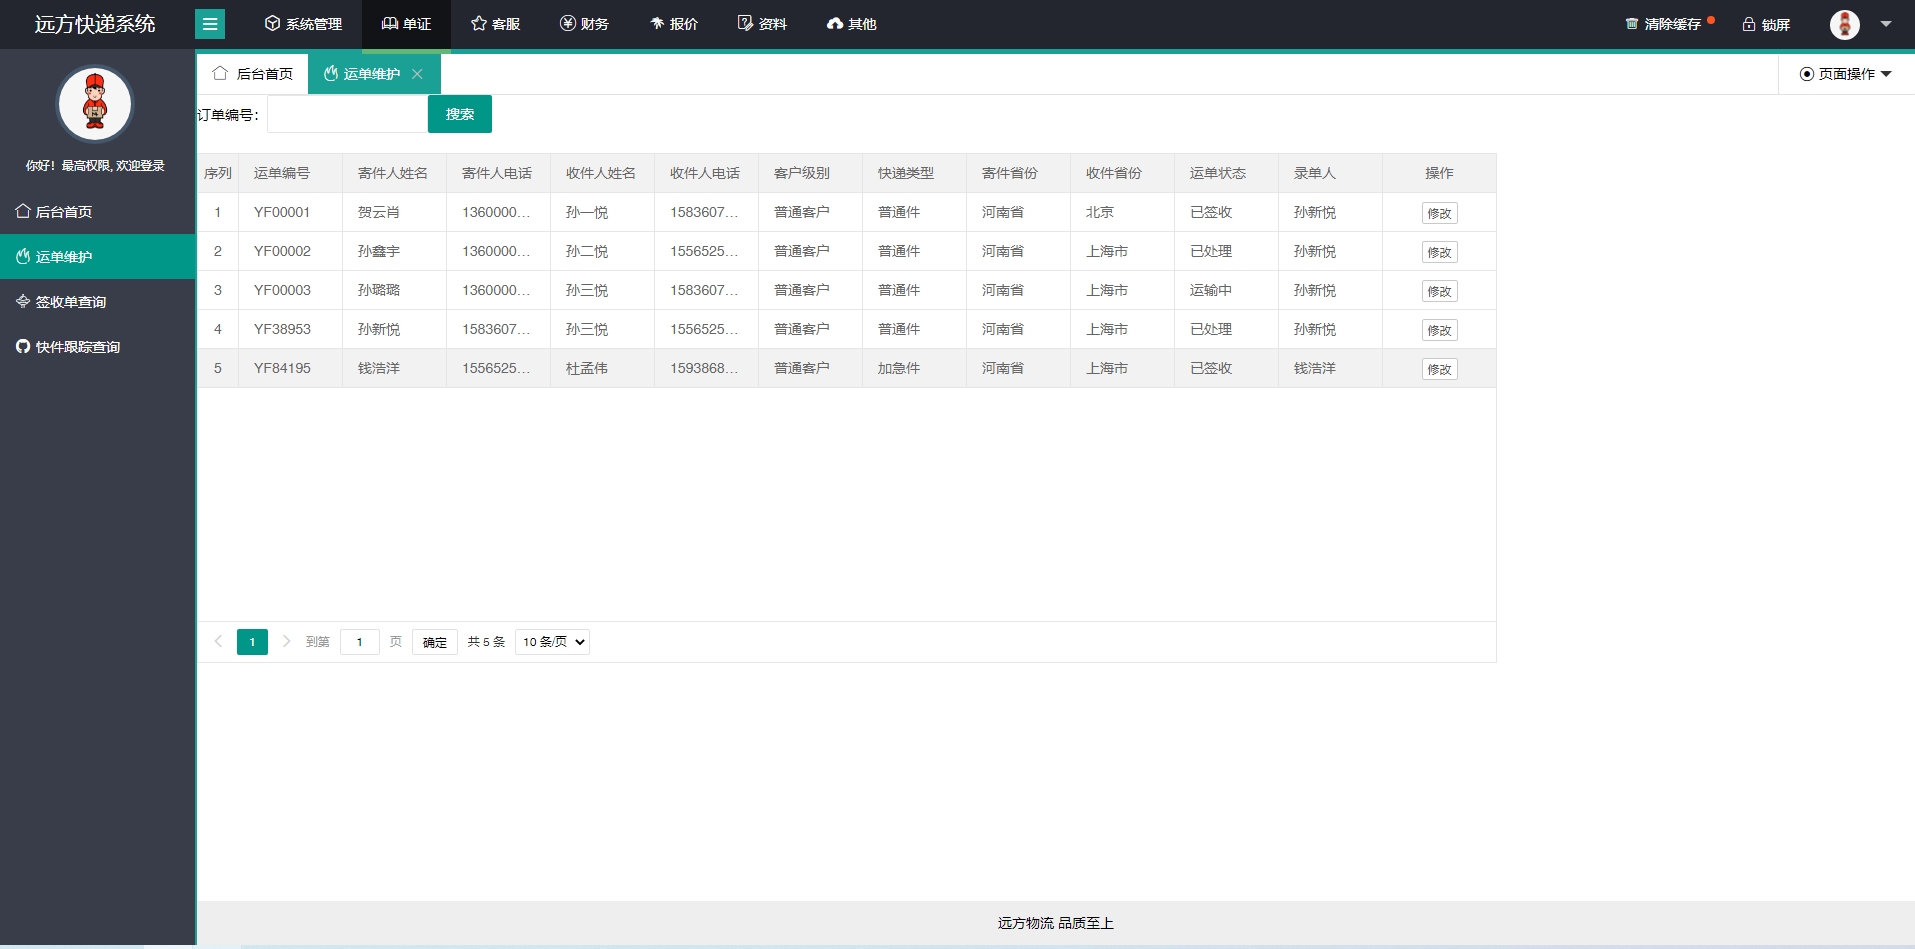 远方快递系统 系统管理 单证 客服 财务 报价 资料 其他 清除缓存 锁屏
后台首页 运单维护 页面操作
订单编号： 搜索
你好！最高权限, 欢迎登录
后台首页
运单维护
签收单查询
快件跟踪查询
序列 运单编号 寄件人姓名 寄件人电话 收件人姓名 收件人电话 客户级别 快递类型 寄件省份 收件省份 运单状态 录单人 操作
1 YF00001 贺云肖 1360000... 孙一悦 1583607... 普通客户 普通件 河南省 北京 已签收 孙新悦 修改
2 YF00002 孙鑫宇 1360000... 孙二悦 1556525... 普通客户 普通件 河南省 上海市 已处理 孙新悦 修改
3 YF00003 孙璐璐 1360000... 孙三悦 1583607... 普通客户 普通件 河南省 上海市 运输中 孙新悦 修改
4 YF38953 孙新悦 1583607... 孙三悦 1556525... 普通客户 普通件 河南省 上海市 已处理 孙新悦 修改
5 YF84195 钱浩洋 1556525... 杜孟伟 1593868... 普通客户 加急件 河南省 上海市 已签收 钱浩洋 修改
1 到第 1 页 确定 共 5 条 10 条/页
远方物流 品质至上